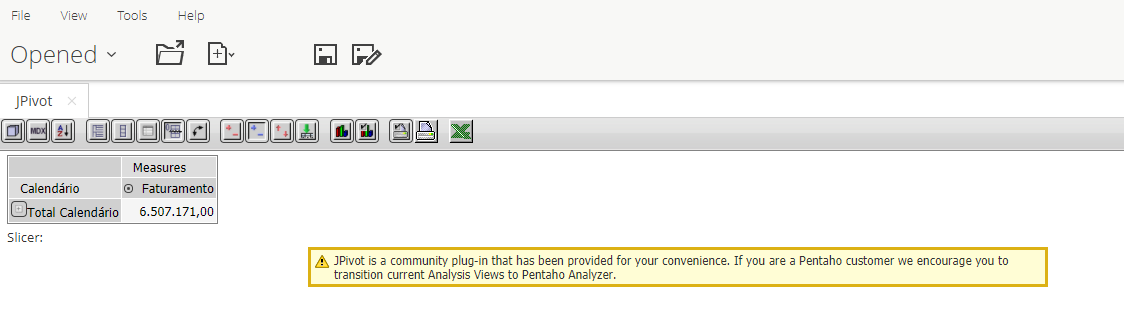 File View Tools Help
Opened
JPivot
MDX
Measures
Calendário Faturamento
Total Calendário 6.507.171,00
Slicer:
JPivot is a community plug-in that has been provided for your convenience. If you are a Pentaho customer we encourage you to
transition current Analysis Views to Pentaho Analyzer.